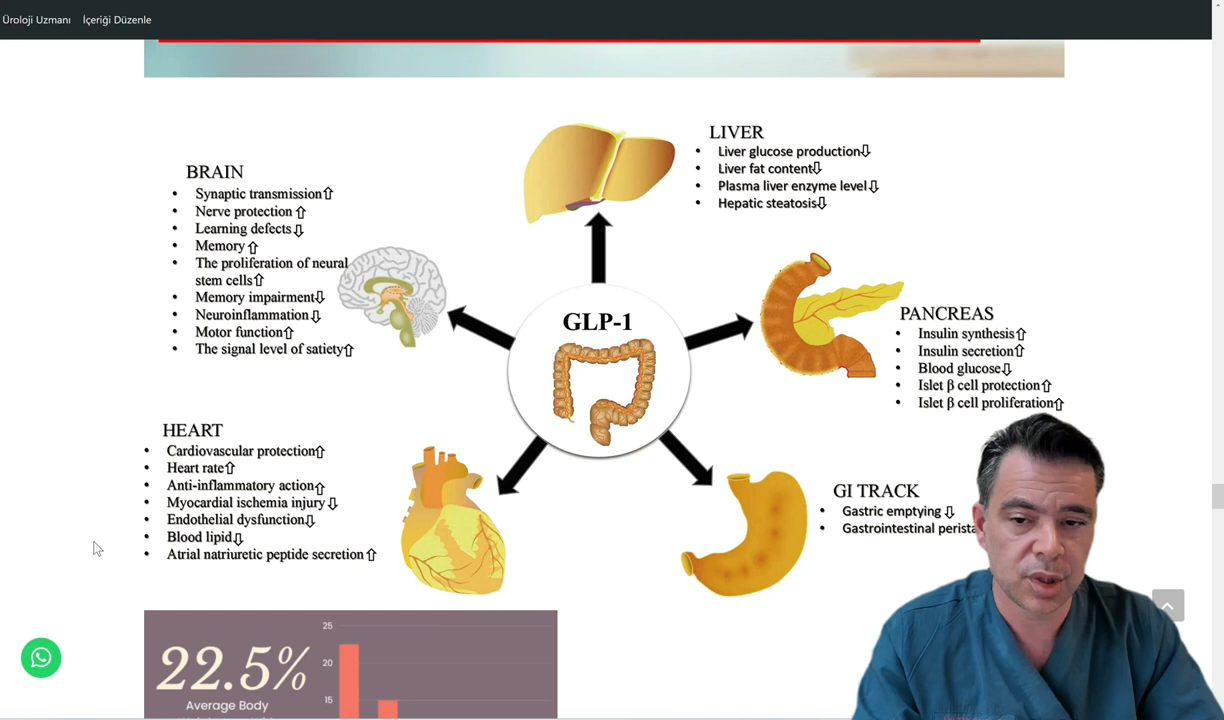 Üroloji Uzmanı İçeriği Düzenle
LIVER
• Liver glucose production⇩
• Liver fat content⇩
• Plasma liver enzyme level⇩
• Hepatic steatosis⇩
BRAIN
• Synaptic transmission⇧
• Nerve protection⇧
• Learning defects⇩
• Memory⇧
• The proliferation of neural
stem cells⇧
• Memory impairment⇩
• Neuroinflammation⇩
• Motor function⇧
• The signal level of satiety⇧
GLP-1
PANCREAS
• Insulin synthesis⇧
• Insulin secretion⇧
• Blood glucose⇩
• Islet β cell protection⇧
• Islet β cell proliferation⇧
HEART
• Cardiovascular protection⇧
• Heart rate⇧
• Anti-inflammatory action⇧
• Myocardial ischemia injury⇩
• Endothelial dysfunction⇩
• Blood lipid⇩
• Atrial natriuretic peptide secretion⇧
GI TRACK
• Gastric emptying⇩
• Gastrointestinal perista
22.5%
Average Body
25
20
15